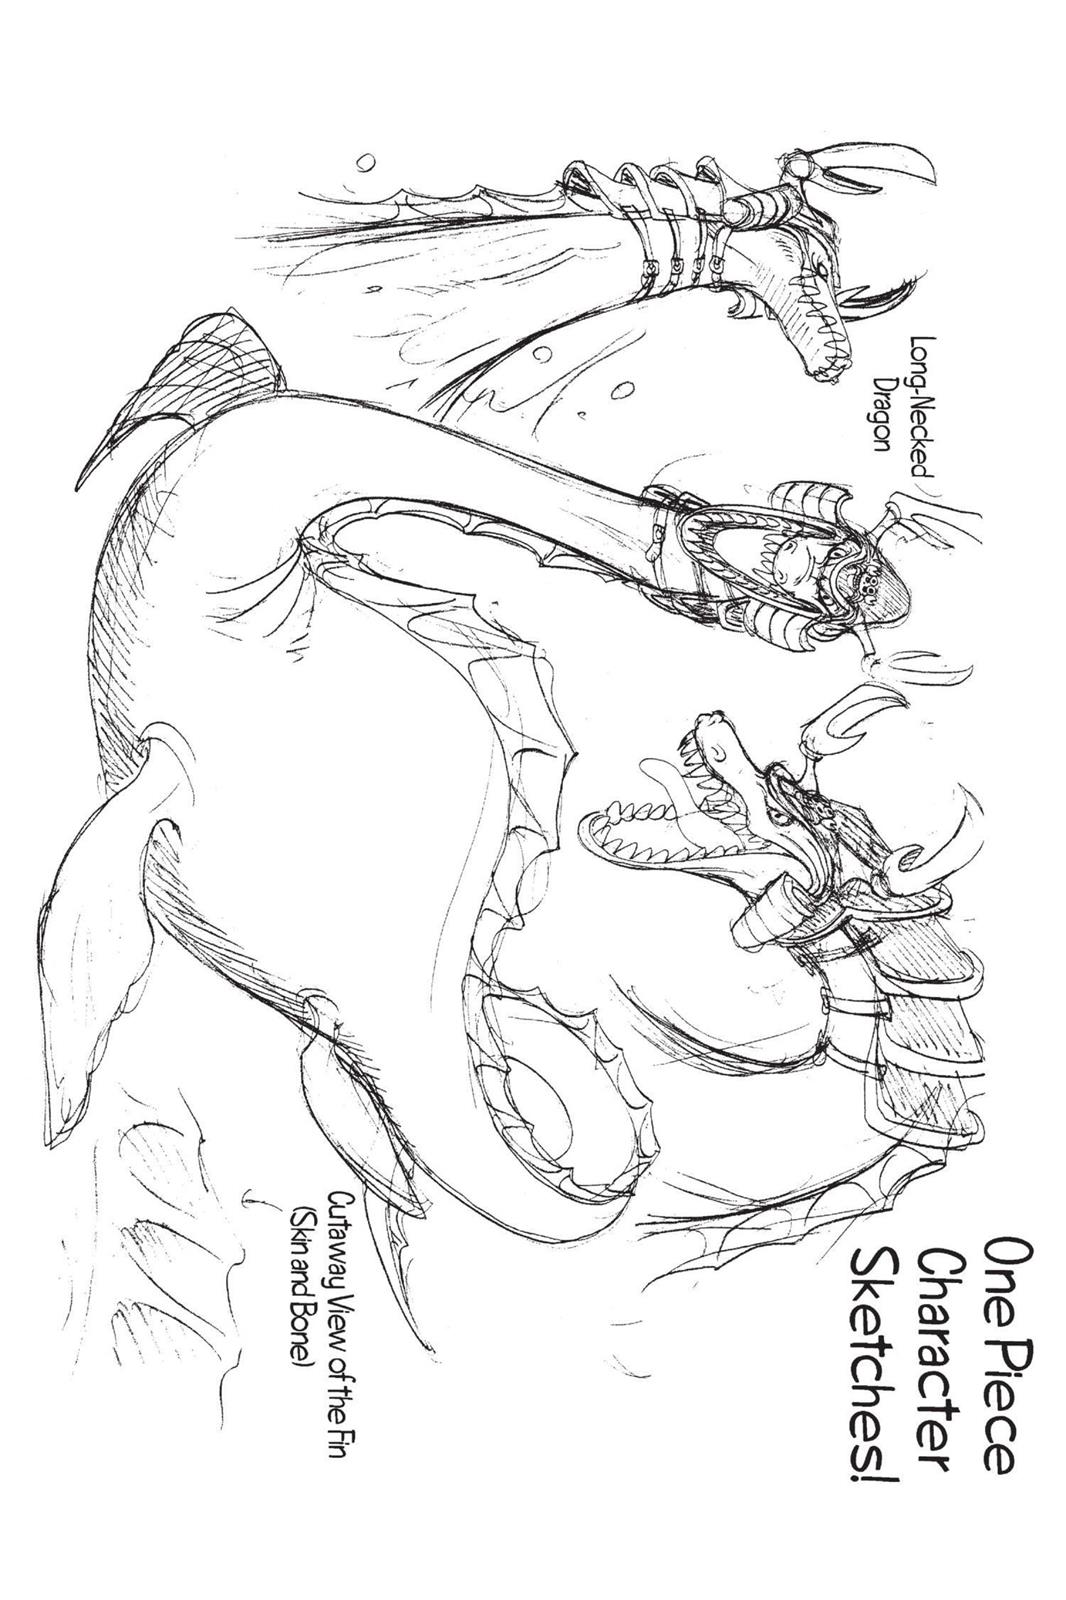 Long-Necked
Dragon
One Piece
Character
Sketches!
Cutaway View of the Fin
(Skin and Bone)